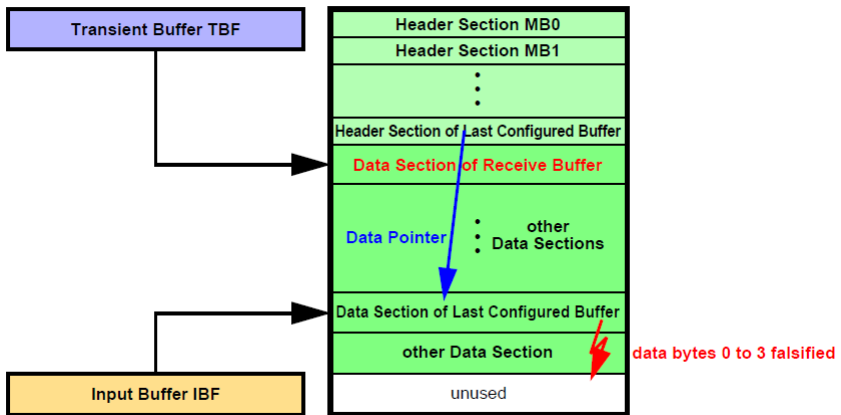 Transient Buffer TBF
Header Section MB0
Header Section MB1
Header Section of Last Configured Buffer
Data Section of Receive Buffer
Data Pointer
other
Data Sections
Data Section of Last Configured Buffer
other Data Section
data bytes 0 to 3 falsified
Input Buffer IBF
unused